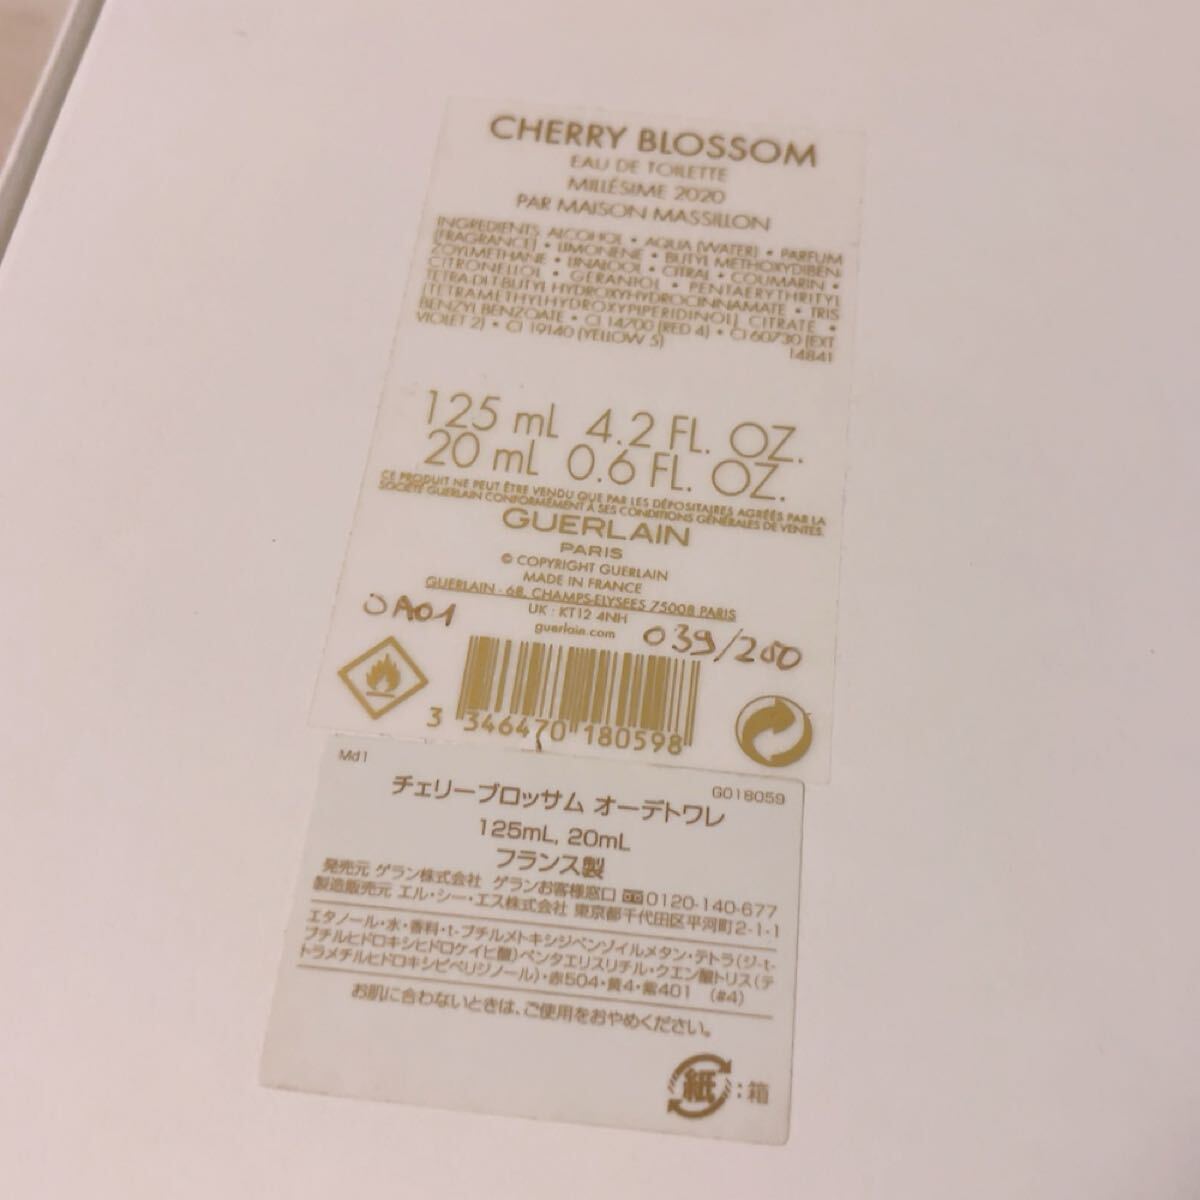 CHERRY BLOSSOM
EAU DE TOILETTE
MILLÉSIME 2020
PAR MAISON MASSILLON
INGREDIENTS: ALCOHOL • AQUA (WATER) • PARFUM
(FRAGRANCE) • LIMONENE • BUTYL METHOXYDIBEN-
ZOYLMETHANE • LINALOOL • CITRAL • COUMARIN •
CITRONELLOL • GERANIOL • PENTAERYTHRITYL
TETRA-DI-T-BUTYL HYDROXYHYDROCINNAMATE • TRIS
(TETRAMETHYLHYDROXYPIPERIDINOL) CITRATE •
BENZYL BENZOATE • CI 14700 (RED 4) • CI 60730 (EXT
VIOLET 2) • CI 19140 (YELLOW 5)
14841
125 mL 4.2 FL. OZ.
20 mL 0.6 FL. OZ.
CE PRODUIT NE PEUT ÊTRE VENDU QUE PAR LES DÉPOSITAIRES AGRÉÉS PAR LA
SOCIÉTÉ GUERLAIN CONFORMÉMENT À SES CONDITIONS GÉNÉRALES DE VENTES.
GUERLAIN
PARIS
© COPYRIGHT GUERLAIN
MADE IN FRANCE
GUERLAIN - 68, CHAMPS-ELYSEES 75008 PARIS
UK : KT12 4NH
guerlain.com
0A01
039/200
3 346470 180598
Md1
G018059
チェリーブロッサム オーデトワレ
125mL, 20mL
フランス製
発売元 ゲラン株式会社 ゲランお客様窓口 0120-140-677
製造販売元 エル・シー・エス株式会社 東京都千代田区平河町2-1-1
エタノール・水・香料・t-ブチルメトキシジベンゾイルメタン・テトラ(ジ-t-
ブチルヒドロキシヒドロケイヒ酸)ペンタエリスリチル・クエン酸トリス(テ
トラメチルヒドロキシピペリジノール)・赤504・黄4・紫401 (#4)
お肌に合わないときは、ご使用をおやめください。
紙:箱